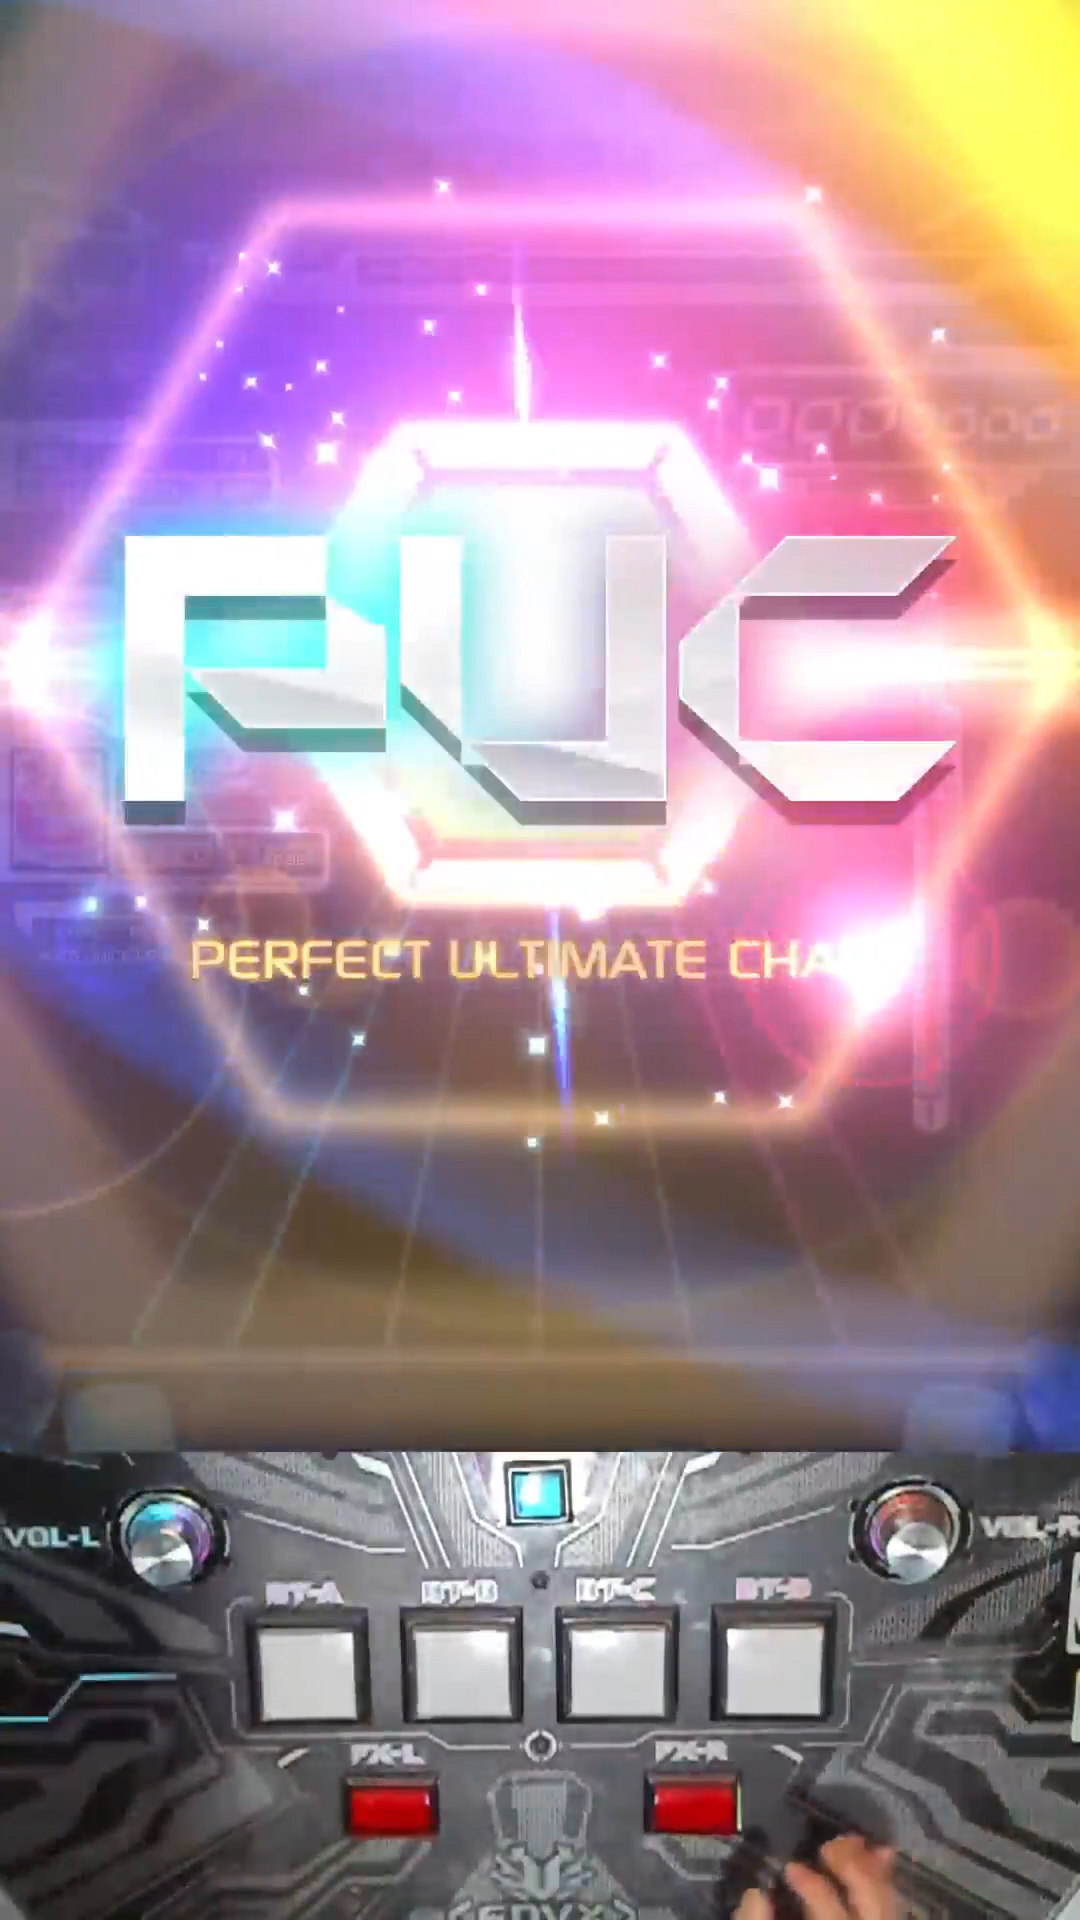 PUC
PERFECT ULTIMATE CHA
VOL-L
VOL-R
BT-A
BT-B
BT-C
BT-D
FX-L
FX-R